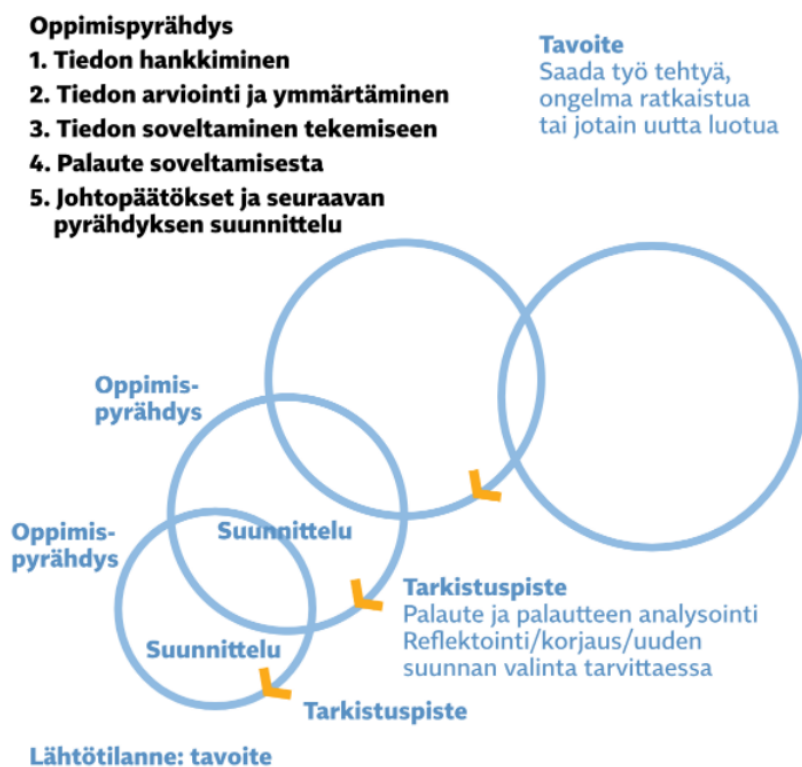 Oppimispyrähdys
1. Tiedon hankkiminen
2. Tiedon arviointi ja ymmärtäminen
3. Tiedon soveltaminen tekemiseen
4. Palaute soveltamisesta
5. Johtopäätökset ja seuraavan
pyrähdyksen suunnittelu
Tavoite
Saada työ tehtyä,
ongelma ratkaistua
tai jotain uutta luotua
Oppimis-
pyrähdys
Oppimis-
pyrähdys
Suunnittelu
Suunnittelu
Tarkistuspiste
Palaute ja palautteen analysointi
Reflektointi/korjaus/uuden
suunnan valinta tarvittaessa
Tarkistuspiste
Lähtötilanne: tavoite